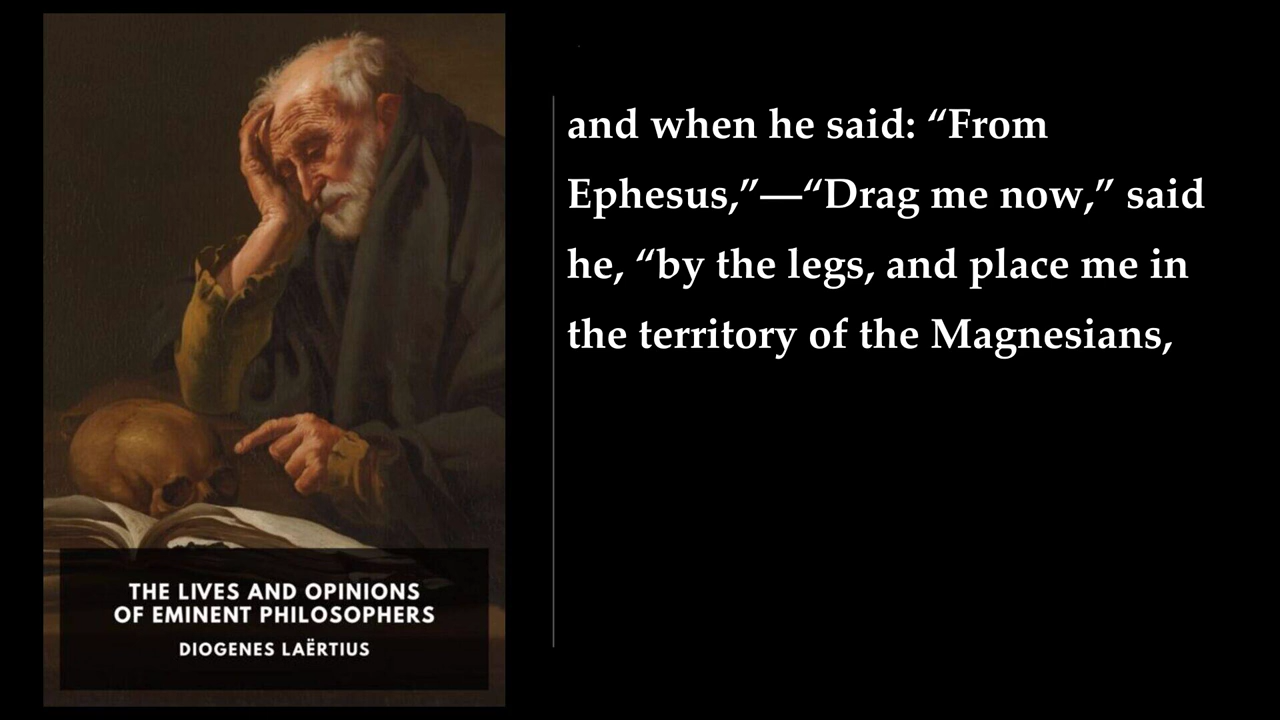 THE LIVES AND OPINIONS
OF EMINENT PHILOSOPHERS
DIOGENES LAËRTIUS
and when he said: “From
Ephesus,”—“Drag me now,” said
he, “by the legs, and place me in
the territory of the Magnesians,